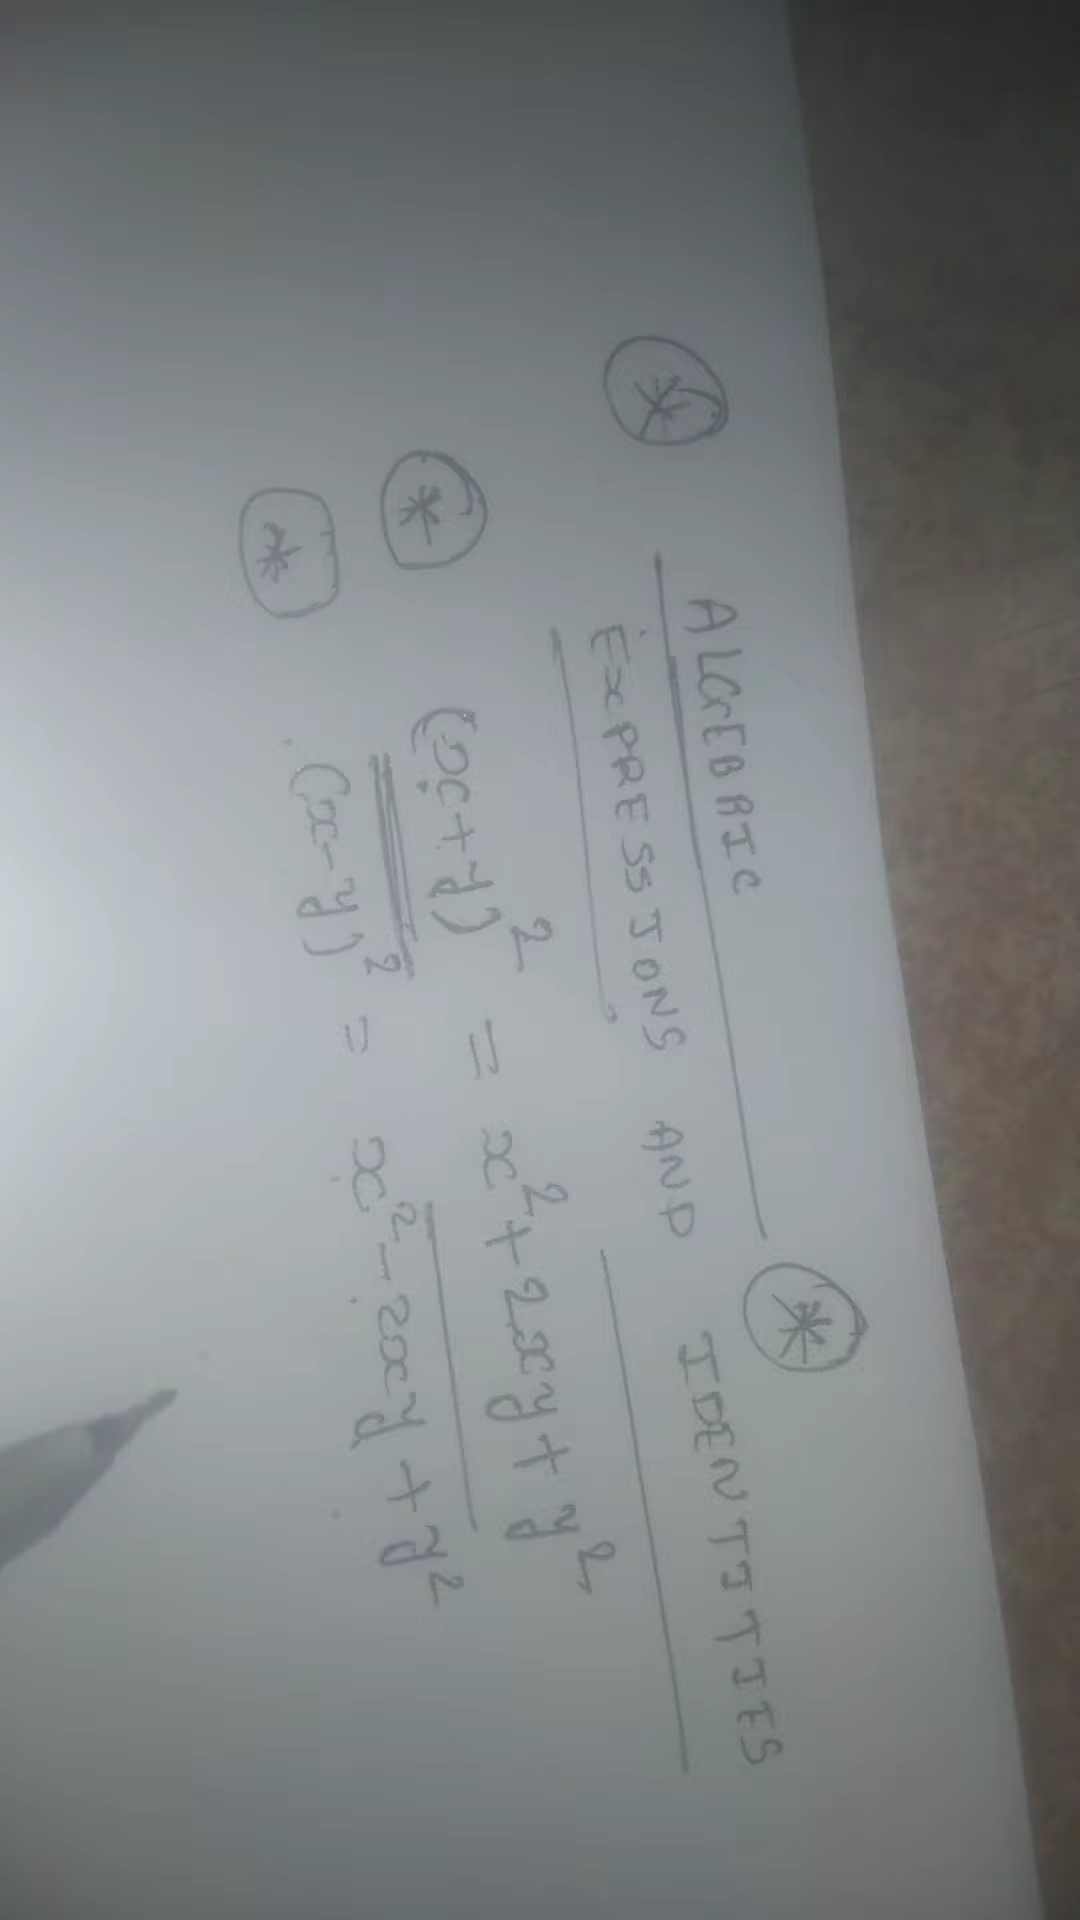 ALGEBRAIC
EXPRESSIONS AND IDENTITIES
(x+y)² = x²+2xy+y²
(x-y)² = x²-2xy+y²